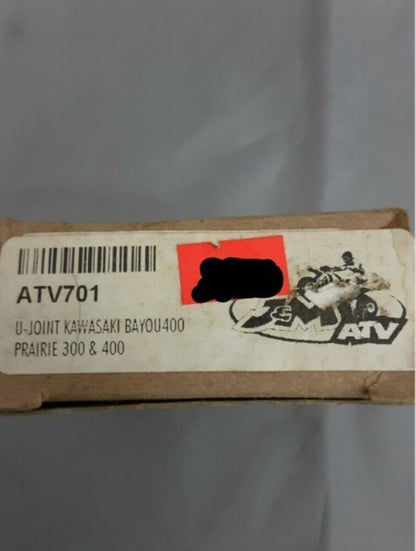 ATV701
U-JOINT KAWASAKI BAYOU400
PRAIRIE 300 & 400
ATV